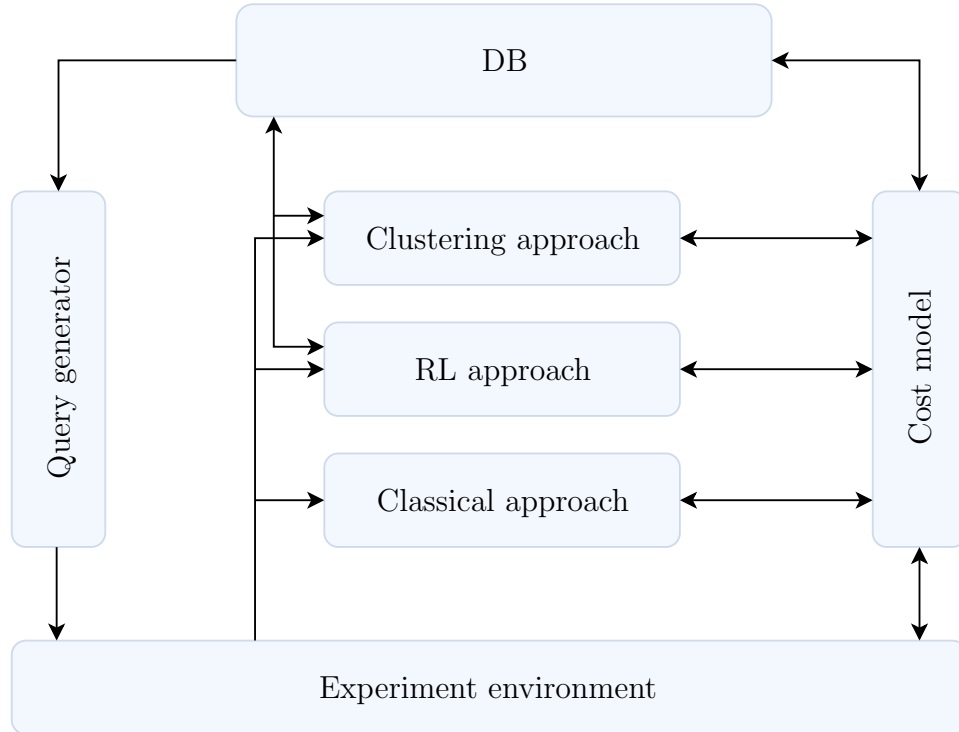 DB
Query generator
Clustering approach
RL approach
Classical approach
Cost model
Experiment environment